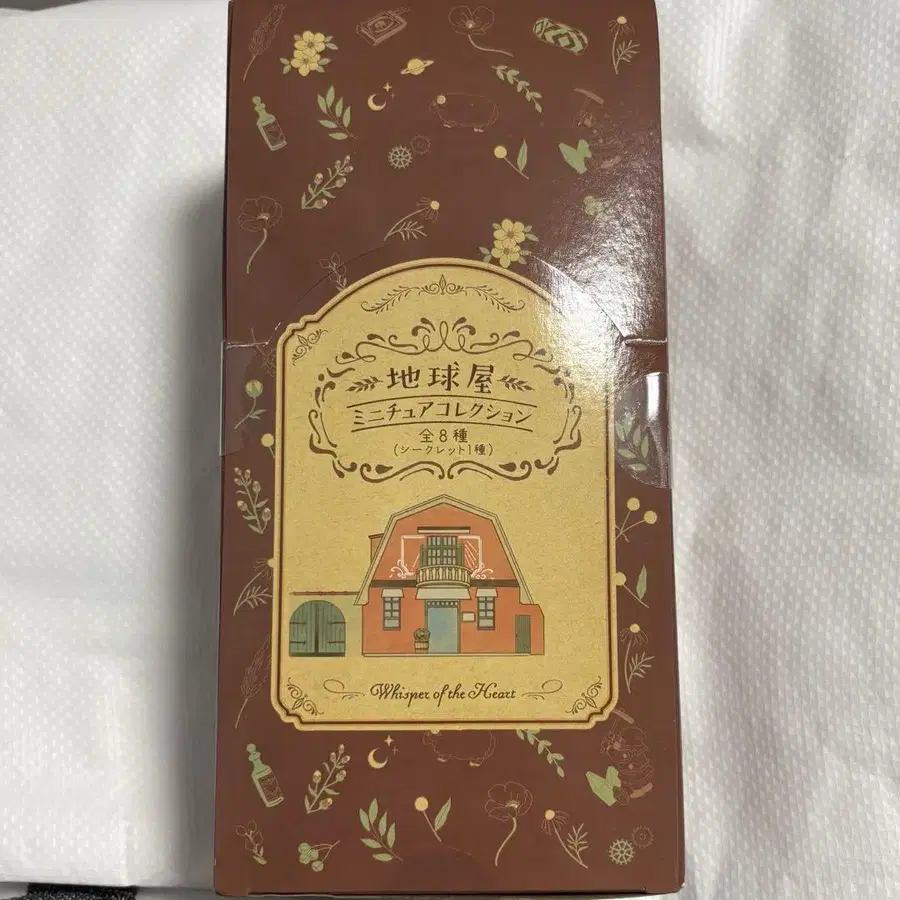 地球屋
ミニチュアコレクション
全8種
(シークレット1種)
Whisper of the Heart